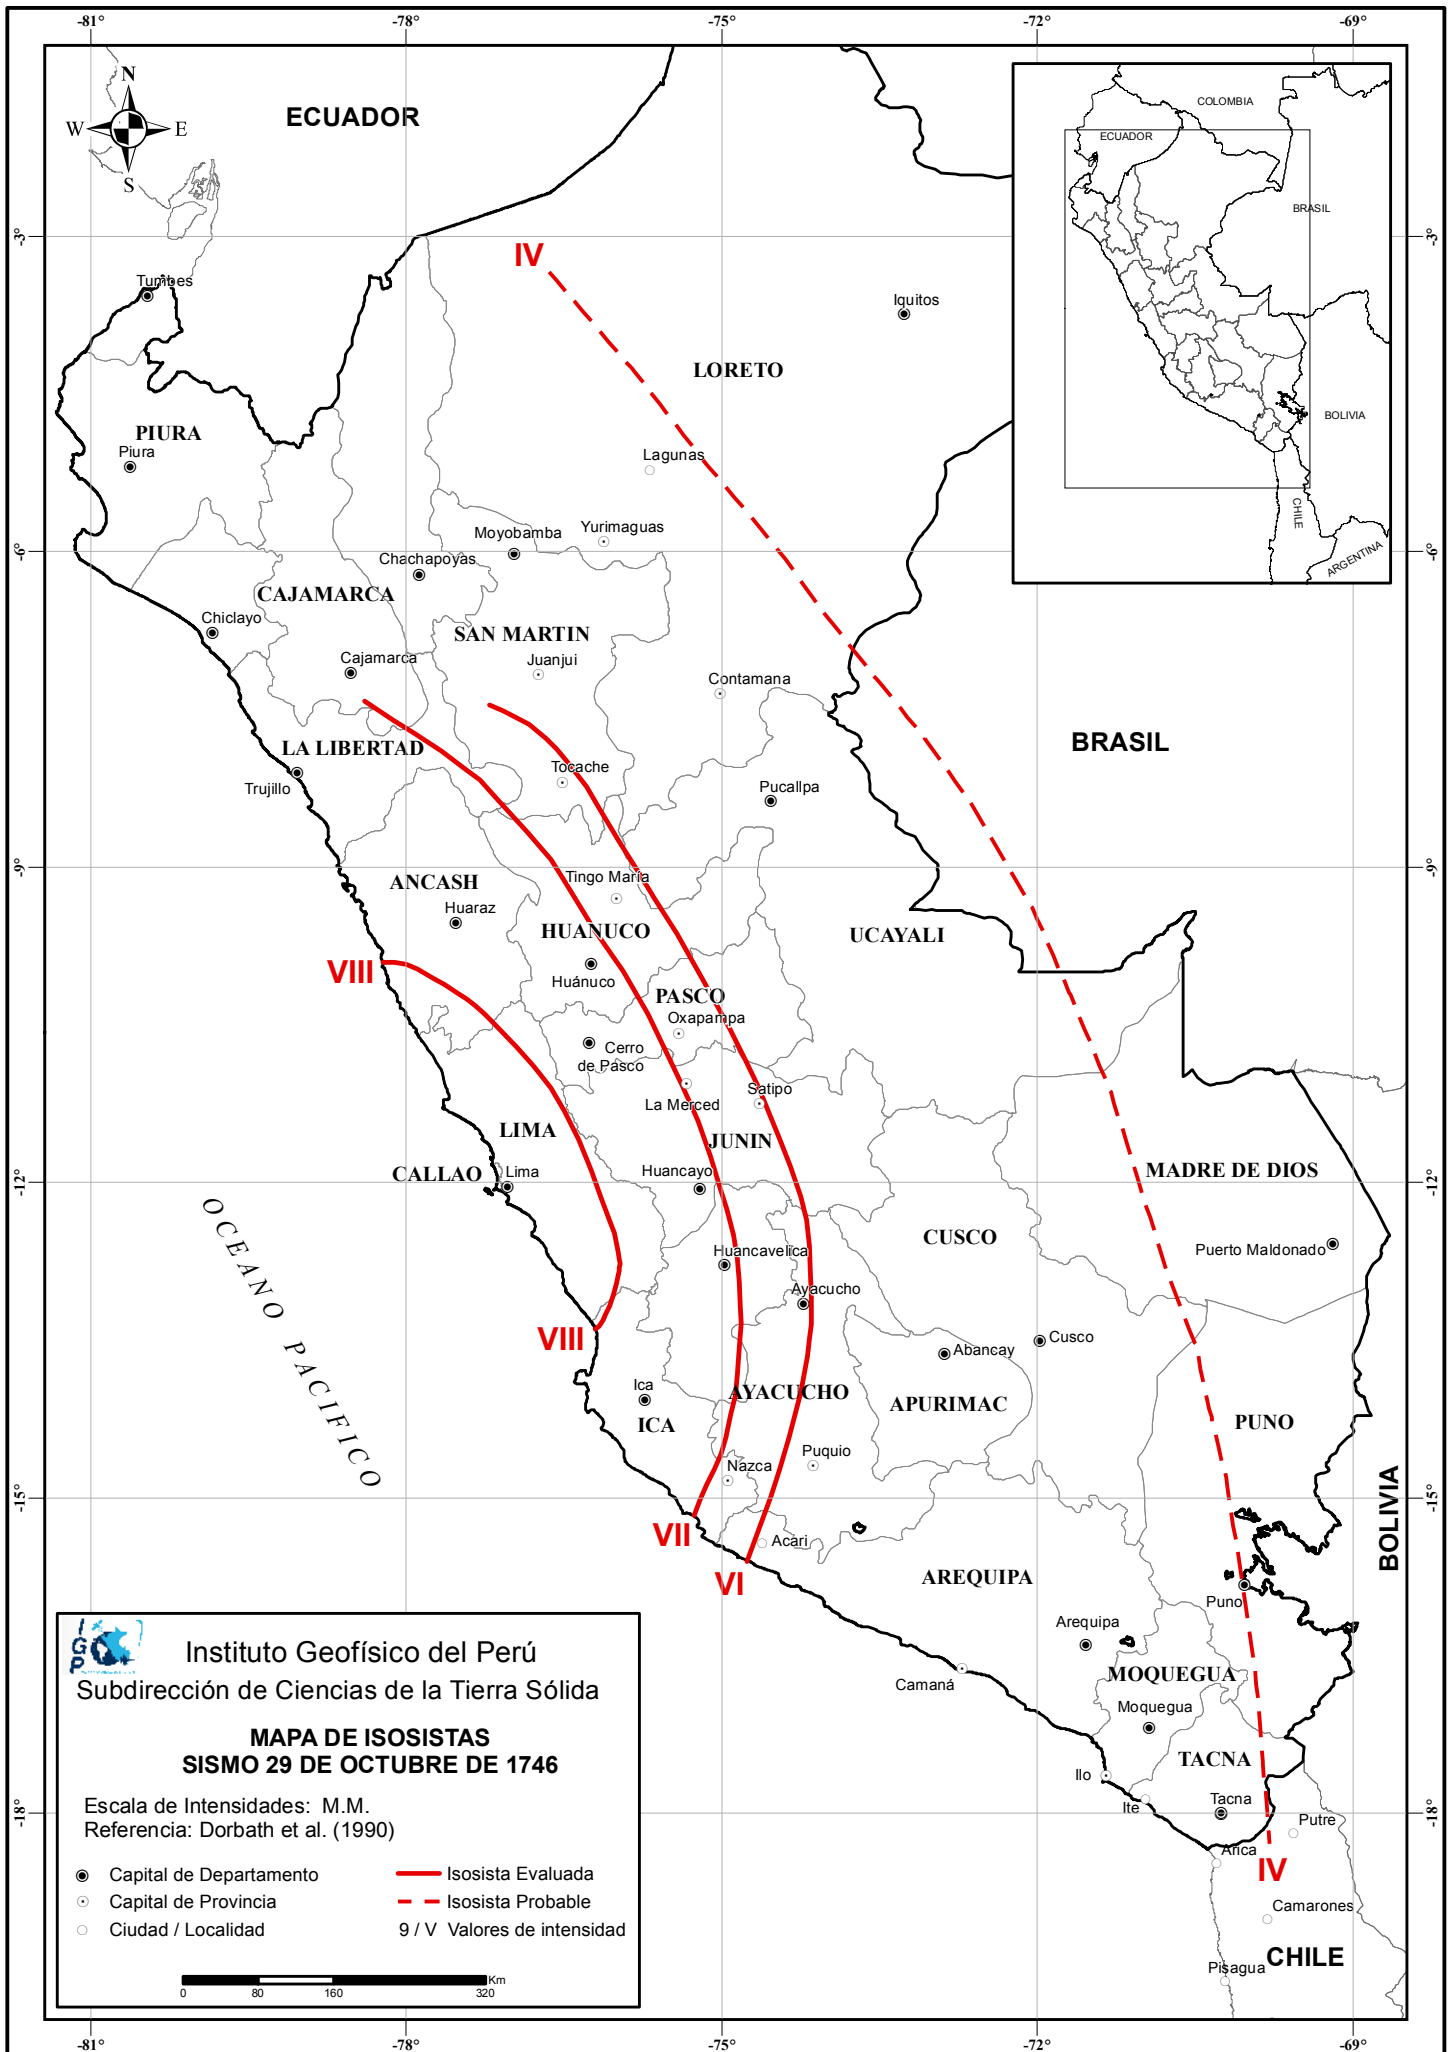 -81°
-78°
-75°
-72°
-69°
N
W
E
S
ECUADOR
COLOMBIA
ECUADOR
BRASIL
BOLIVIA
CHILE
ARGENTINA
-3°
-3°
IV
Tumbes
Iquitos
LORETO
PIURA
Piura
Lagunas
Moyobamba
Yurimaguas
-6°
-6°
Chachapoyas
CAJAMARCA
Chiclayo
SAN MARTIN
Cajamarca
Juanjui
Contamana
LA LIBERTAD
BRASIL
Tocache
Trujillo
Pucallpa
-9°
-9°
ANCASH
Tingo María
Huaraz
HUANUCO
UCAYALI
VIII
Huánuco
PASCO
Oxapampa
Cerro
de Pasco
La Merced
Satipo
LIMA
JUNIN
CALLAO
Lima
Huancayo
MADRE DE DIOS
-12°
-12°
OCEANO PACIFICO
CUSCO
Puerto Maldonado
Huancavelica
Ayacucho
VIII
Cusco
Abancay
Ica
AYACUCHO
APURIMAC
ICA
PUNO
Puquio
Nazca
-15°
-15°
VII
Acarí
BOLIVIA
VI
AREQUIPA
Puno
Arequipa
MOQUEGUA
Camaná
Moquegua
TACNA
Ilo
Ite
Tacna
-18°
-18°
Putre
Arica
IV
Camarones
CHILE
Pisagua
IGP
Instituto Geofísico del Perú
Subdirección de Ciencias de la Tierra Sólida
MAPA DE ISOSISTAS
SISMO 29 DE OCTUBRE DE 1746
Escala de Intensidades: M.M.
Referencia: Dorbath et al. (1990)
Capital de Departamento
Isosista Evaluada
Capital de Provincia
Isosista Probable
Ciudad / Localidad
9 / V Valores de intensidad
Km
0
80
160
320
-81°
-78°
-75°
-72°
-69°